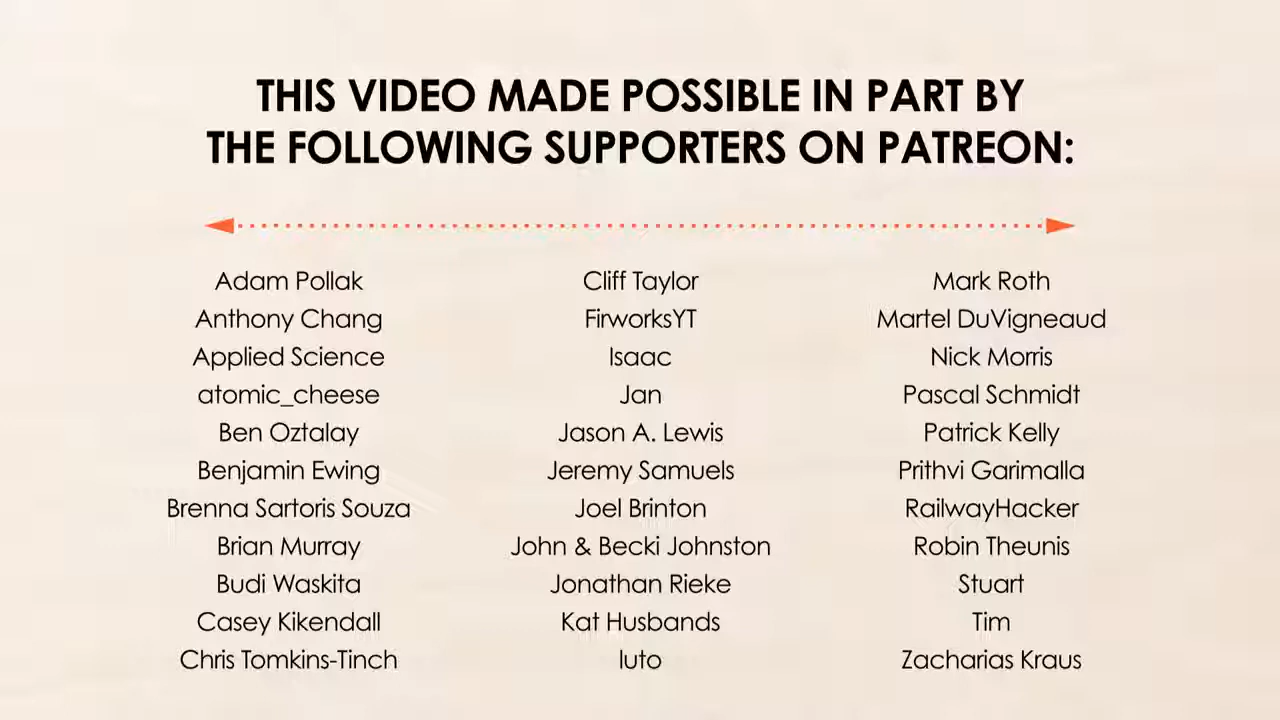 THIS VIDEO MADE POSSIBLE IN PART BY
THE FOLLOWING SUPPORTERS ON PATREON:
Adam Pollak
Anthony Chang
Applied Science
atomic_cheese
Ben Oztalay
Benjamin Ewing
Brenna Sartoris Souza
Brian Murray
Budi Waskita
Casey Kikendall
Chris Tomkins-Tinch
Cliff Taylor
FirworksYT
Isaac
Jan
Jason A. Lewis
Jeremy Samuels
Joel Brinton
John & Becki Johnston
Jonathan Rieke
Kat Husbands
luto
Mark Roth
Martel DuVigneaud
Nick Morris
Pascal Schmidt
Patrick Kelly
Prithvi Garimalla
RailwayHacker
Robin Theunis
Stuart
Tim
Zacharias Kraus